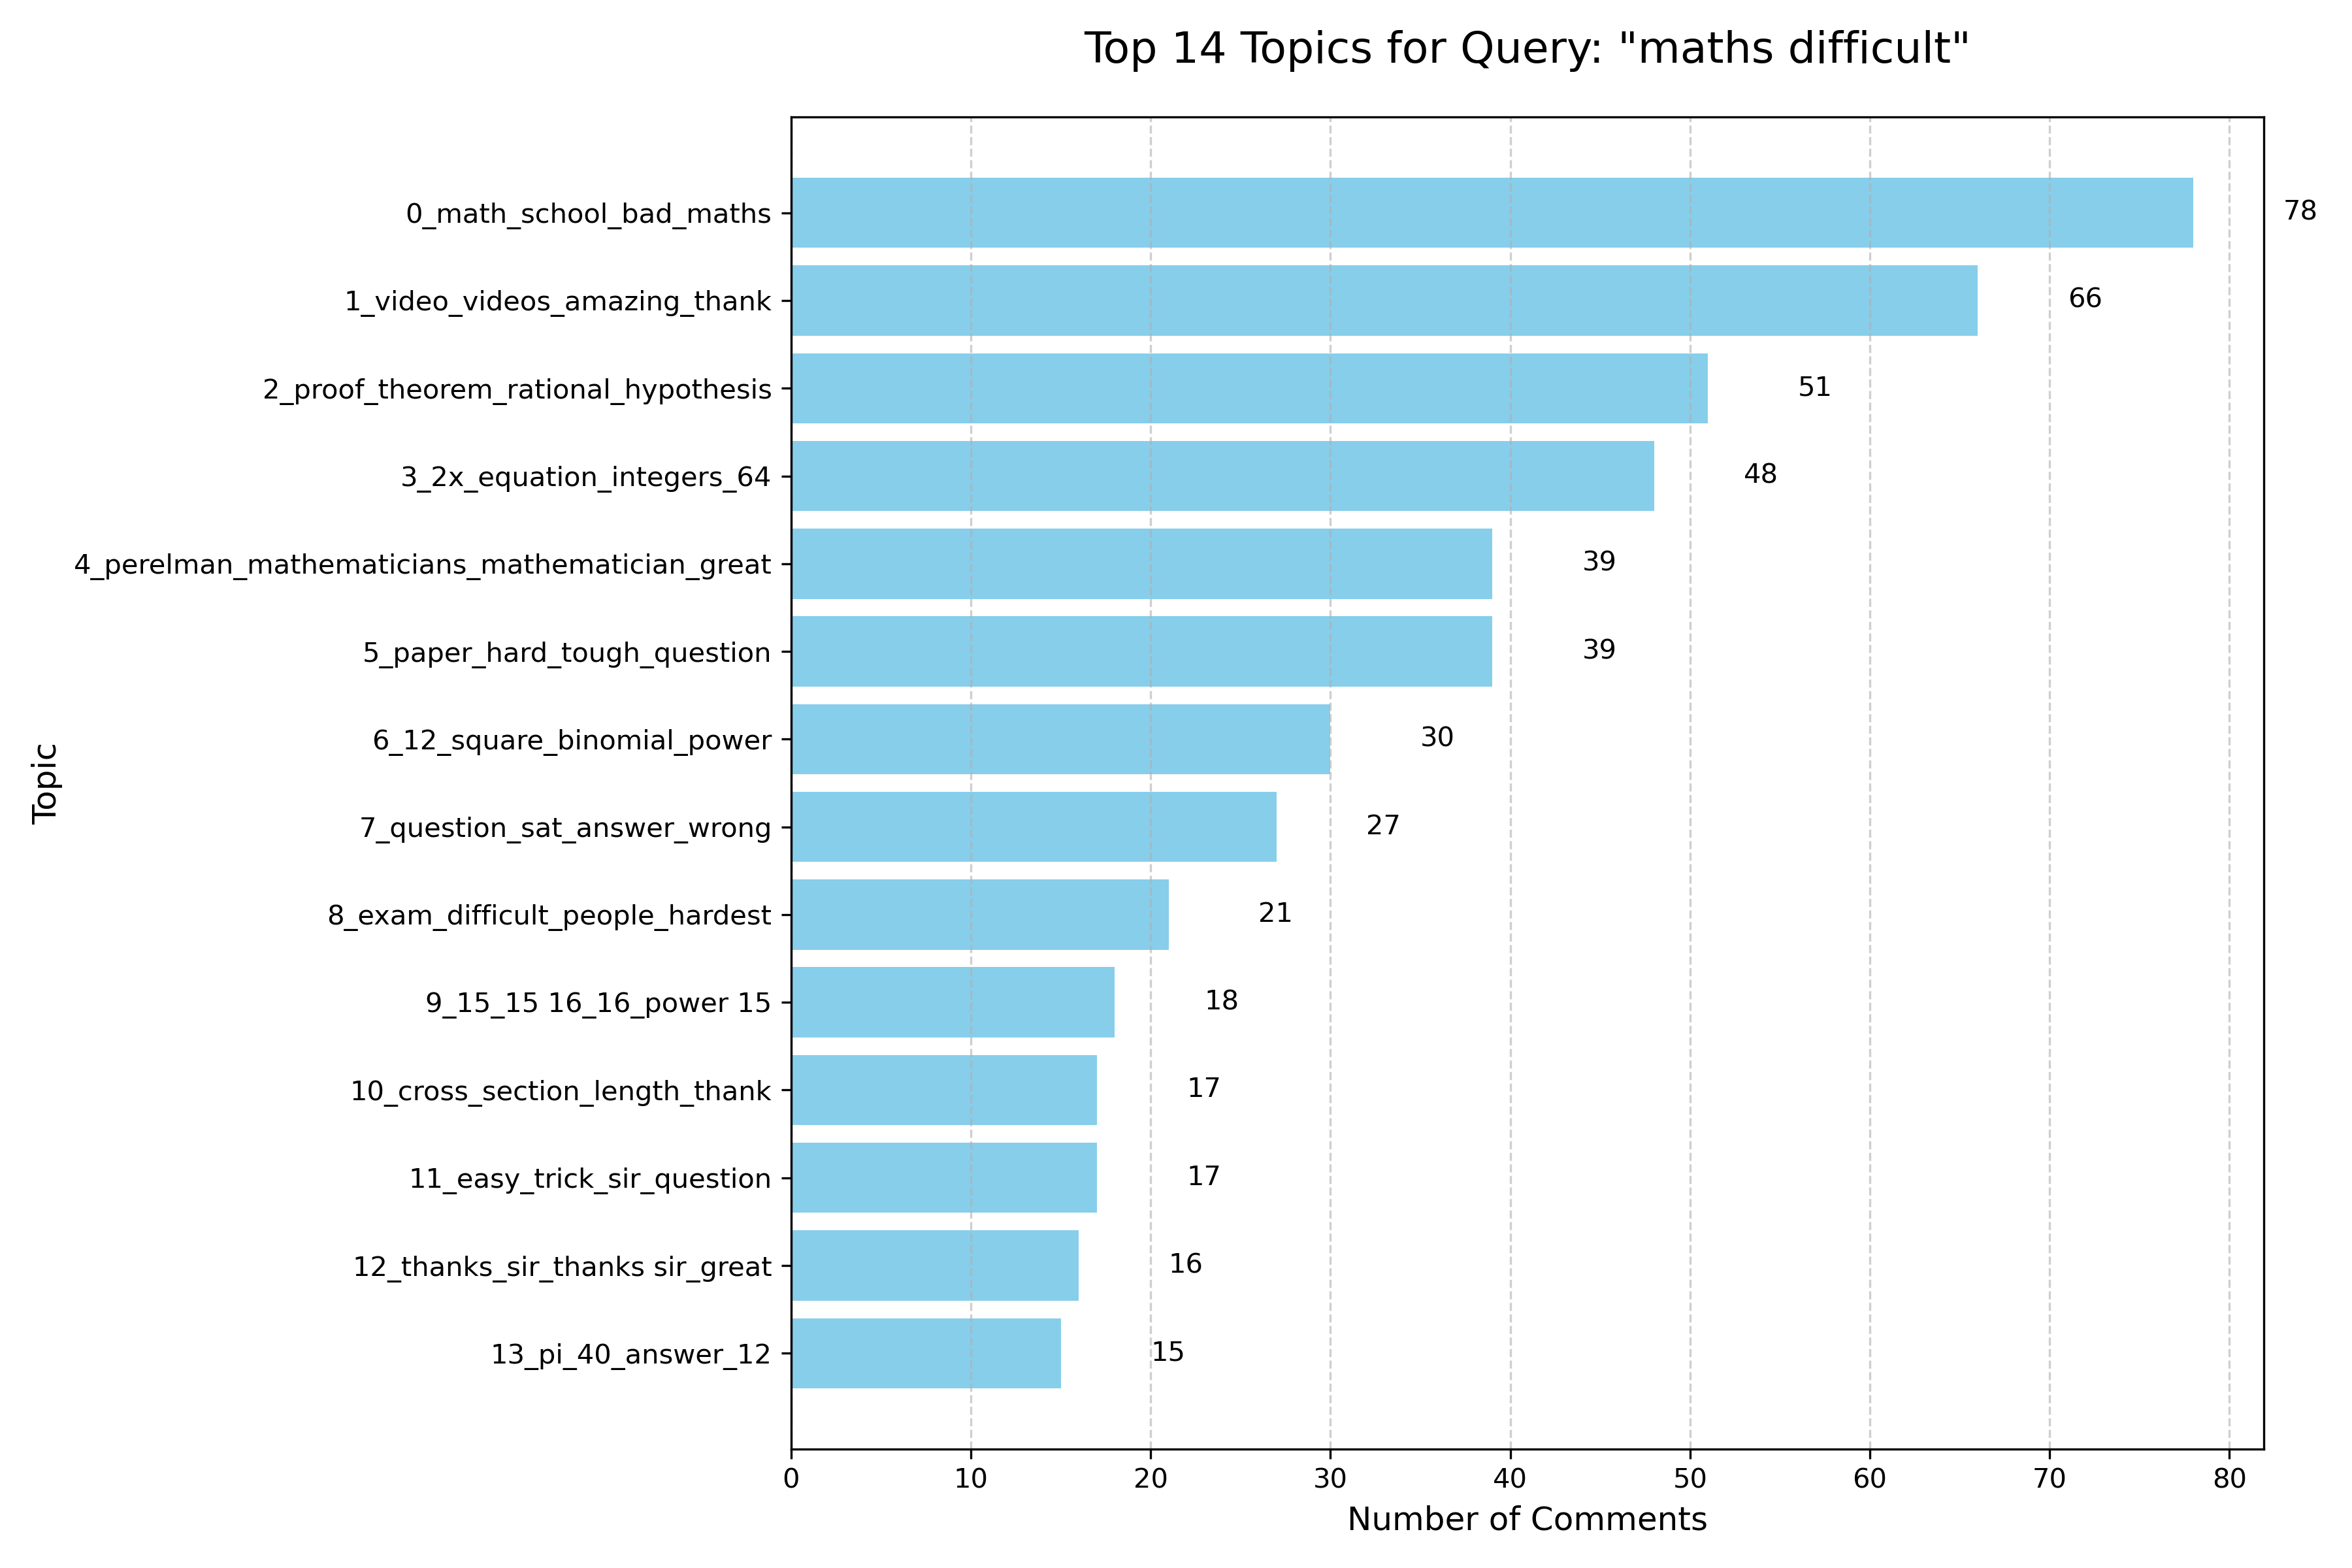 Top 14 Topics for Query: "maths difficult"
0_math_school_bad_maths
78
1_video_videos_amazing_thank
66
2_proof_theorem_rational_hypothesis
51
3_2x_equation_integers_64
48
4_perelman_mathematicians_mathematician_great
39
5_paper_hard_tough_question
39
6_12_square_binomial_power
30
7_question_sat_answer_wrong
27
8_exam_difficult_people_hardest
21
9_15_15 16_16_power 15
18
10_cross_section_length_thank
17
11_easy_trick_sir_question
17
12_thanks_sir_thanks sir_great
16
13_pi_40_answer_12
15
Topic
0 10 20 30 40 50 60 70 80
Number of Comments